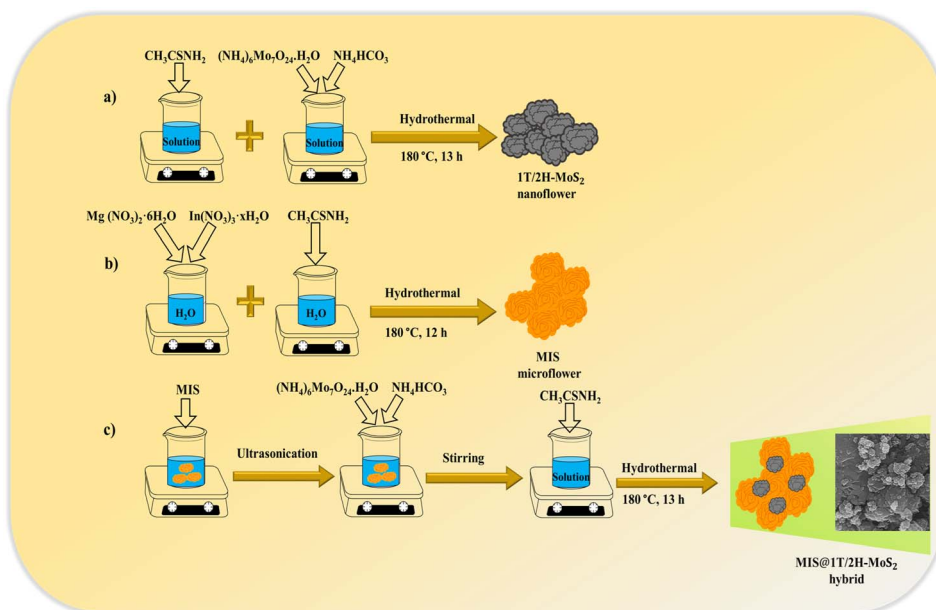 CH₃CSNH₂ (NH₄)₆Mo₇O₂₄.H₂O NH₄HCO₃
a)
Solution
Solution
Hydrothermal
180 °C, 13 h
1T/2H-MoS₂
nanoflower
Mg (NO₃)₂·6H₂O In(NO₃)₃·xH₂O CH₃CSNH₂
b)
H₂O
H₂O
Hydrothermal
180 °C, 12 h
MIS
microflower
MIS
(NH₄)₆Mo₇O₂₄.H₂O NH₄HCO₃
CH₃CSNH₂
c)
Ultrasonication
Stirring
Solution
Hydrothermal
180 °C, 13 h
MIS@1T/2H-MoS₂
hybrid